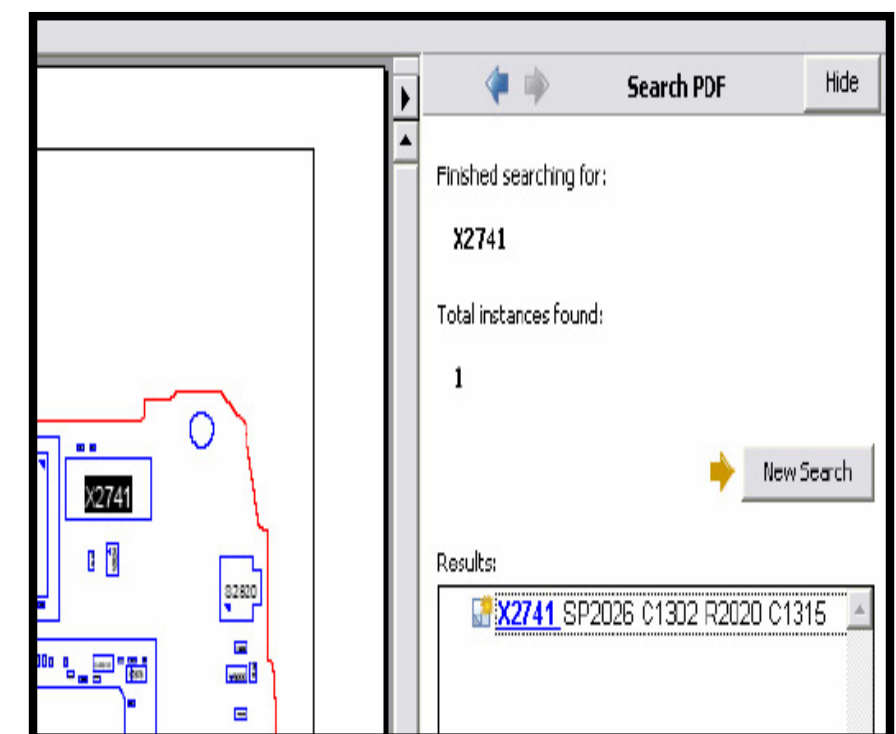 Search PDF
Hide
Finished searching for:
X2741
Total instances found:
1
New Search
Results:
X2741 SP2026 C1302 R2020 C1315
X2741
S2820